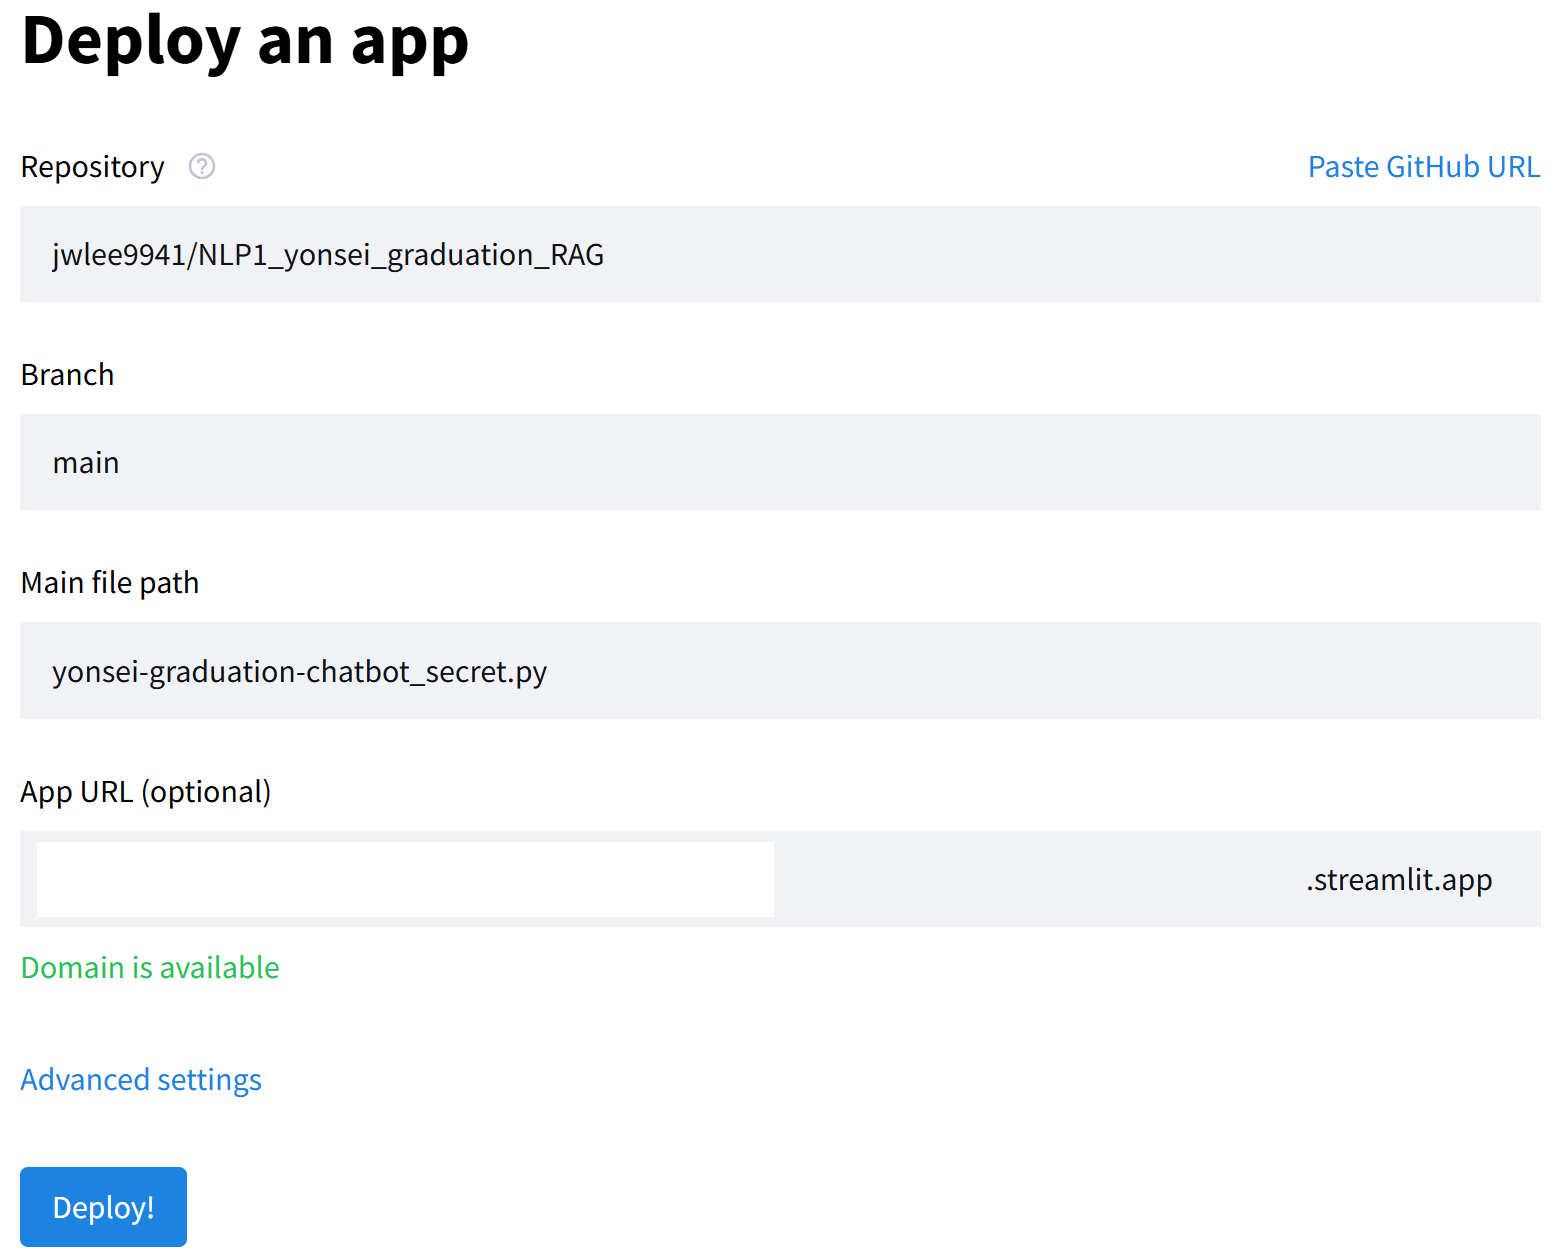 Deploy an app
Repository
Paste GitHub URL
jwlee9941/NLP1_yonsei_graduation_RAG
Branch
main
Main file path
yonsei-graduation-chatbot_secret.py
App URL (optional)
.streamlit.app
Domain is available
Advanced settings
Deploy!